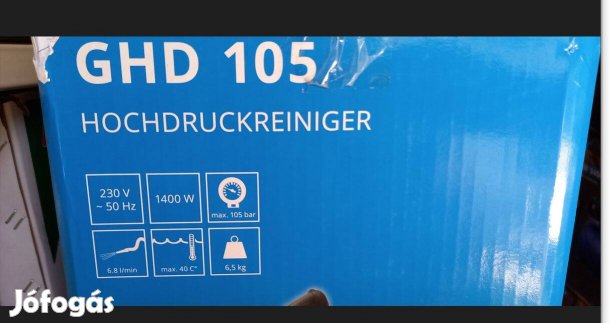 GHD 105
HOCHDRUCKREINIGER
230 V
~ 50 Hz
1400 W
max. 105 bar
6.8 l/min
max. 40 C°
6,5 kg
Jófogás